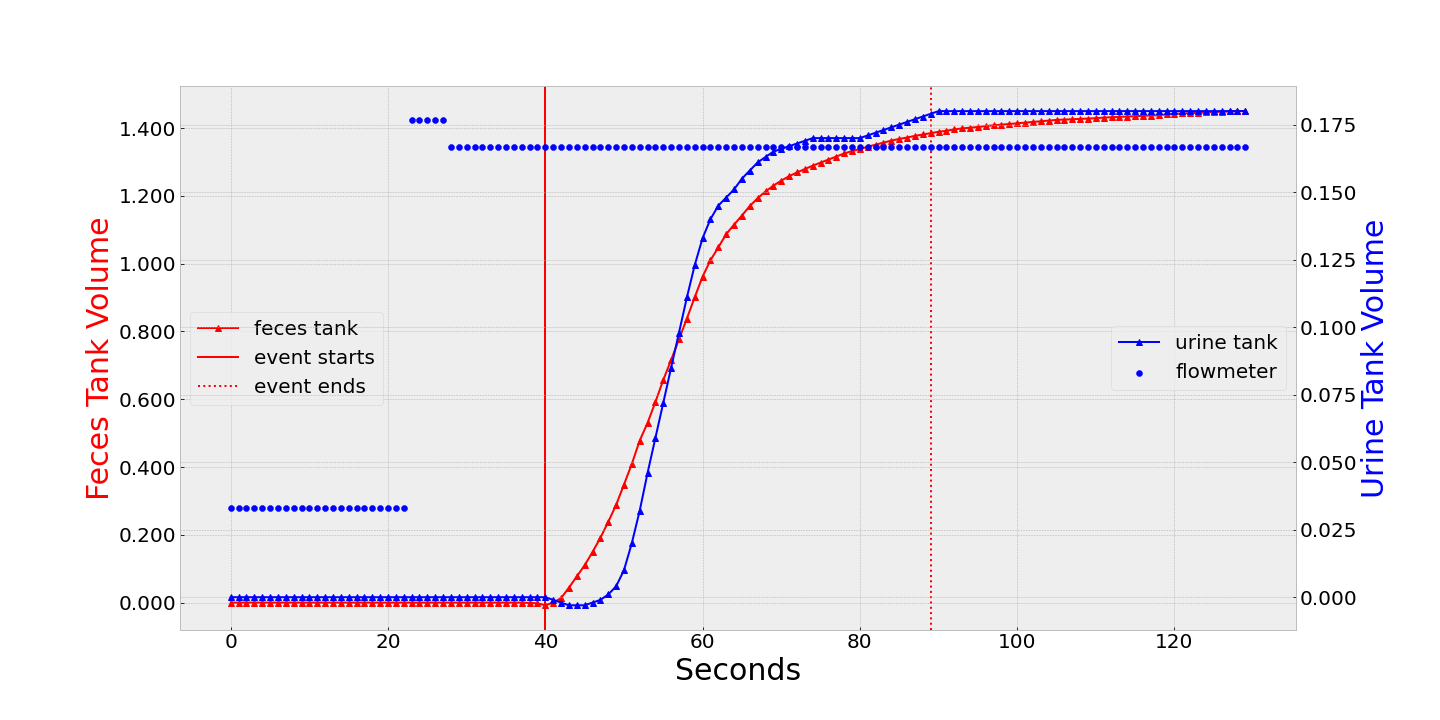 1.400
1.200
1.000
0.800
0.600
0.400
0.200
0.000
Feces Tank Volume
feces tank
event starts
event ends
urine tank
flowmeter
0.175
0.150
0.125
0.100
0.075
0.050
0.025
0.000
Urine Tank Volume
0 20 40 60 80 100 120
Seconds